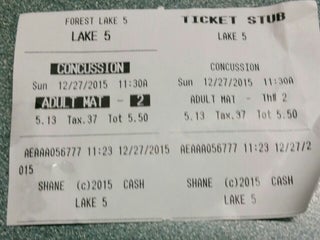 FOREST LAKE 5
LAKE 5
CONCUSSION
Sun 12/27/2015 11:30A
ADULT MAT - 2
5.13 Tax.37 Tot 5.50
AEAAA056777 11:23 12/27/2015
SHANE (c)2015 CASH
LAKE 5
TICKET STUB
LAKE 5
CONCUSSION
Sun 12/27/2015 11:30A
ADULT MAT - Th# 2
5.13 Tax.37 Tot 5.50
AEAAA056777 11:23 12/27/2
015
SHANE (c)2015 CASH
LAKE 5